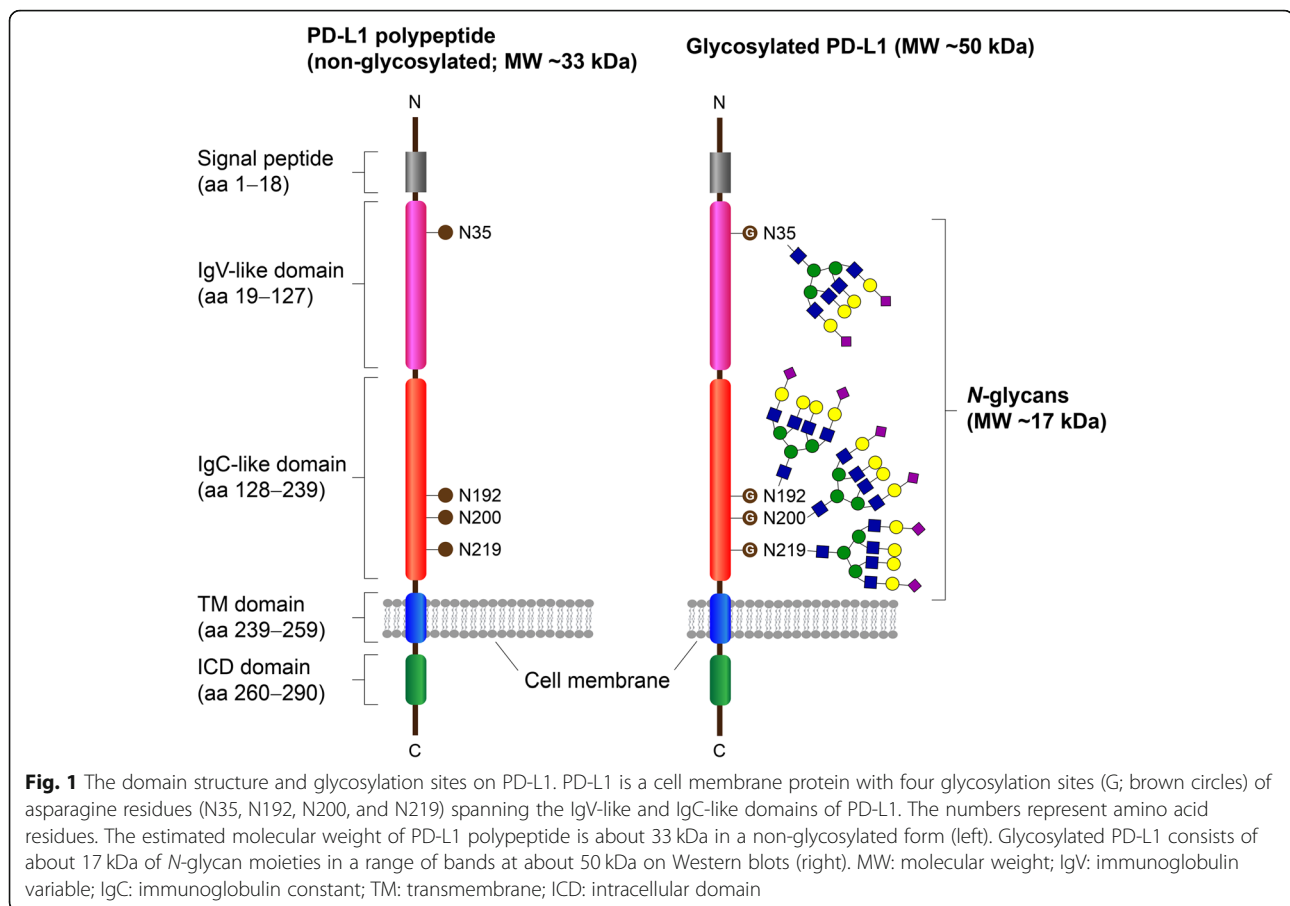 PD-L1 polypeptide
(non-glycosylated; MW ~33 kDa)
Glycosylated PD-L1 (MW ~50 kDa)
N
N
Signal peptide
(aa 1–18)
IgV-like domain
(aa 19–127)
N35
G N35
IgC-like domain
(aa 128–239)
N192
N200
N219
G N192
G N200
G N219
N-glycans
(MW ~17 kDa)
TM domain
(aa 239–259)
ICD domain
(aa 260–290)
Cell membrane
C
C
Fig. 1 The domain structure and glycosylation sites on PD-L1. PD-L1 is a cell membrane protein with four glycosylation sites (G; brown circles) of
asparagine residues (N35, N192, N200, and N219) spanning the IgV-like and IgC-like domains of PD-L1. The numbers represent amino acid
residues. The estimated molecular weight of PD-L1 polypeptide is about 33 kDa in a non-glycosylated form (left). Glycosylated PD-L1 consists of
about 17 kDa of N-glycan moieties in a range of bands at about 50 kDa on Western blots (right). MW: molecular weight; IgV: immunoglobulin
variable; IgC: immunoglobulin constant; TM: transmembrane; ICD: intracellular domain